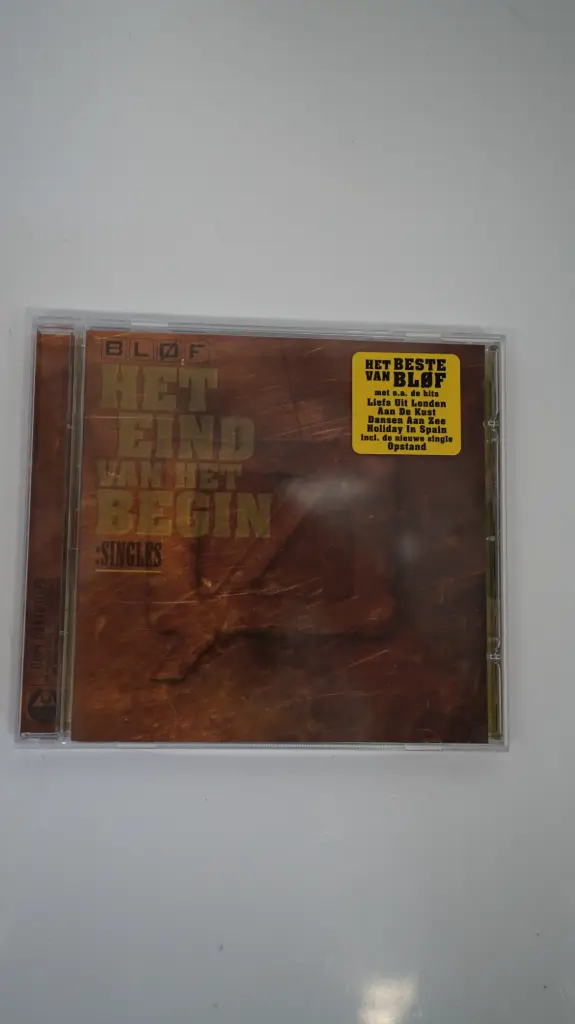 BLØF
HET
EIND
VAN HET
BEGIN
:SINGLES
HET BESTE
VAN BLØF
met o.a. de hits
Liefs Uit Londen
Aan De Kust
Dansen Aan Zee
Holiday In Spain
Incl. de nieuwe single
Opstand